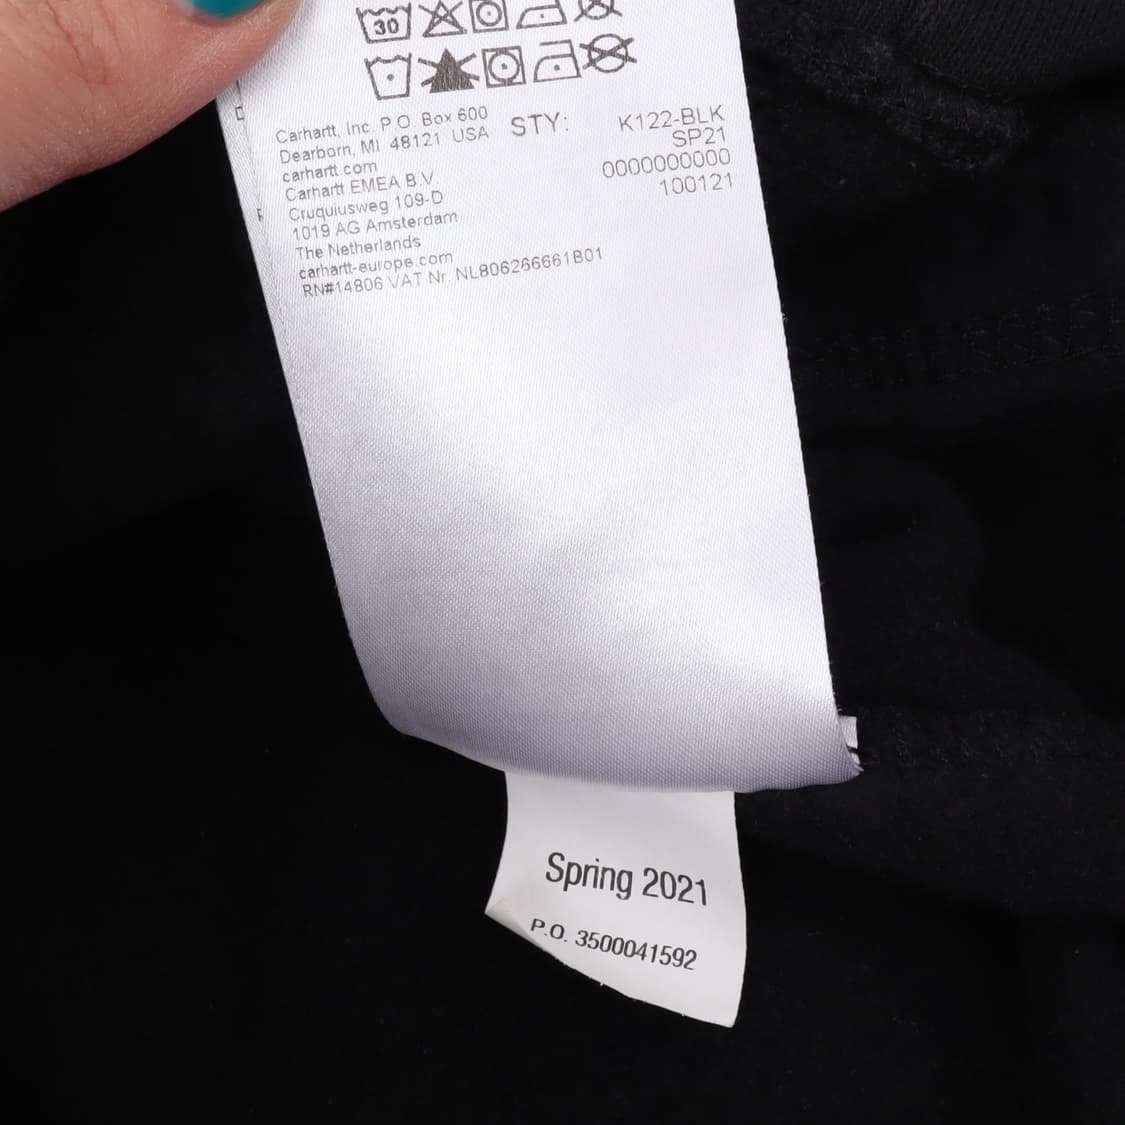 30
Carhartt, Inc. P.O. Box 600
Dearborn, MI 48121 USA
carhartt.com
Carhartt EMEA B.V
Cruquiusweg 109-D
1019 AG Amsterdam
The Netherlands
carhartt-europe.com
RN#14806 VAT Nr. NL806266661B01
STY: K122-BLK
SP21
0000000000
100121
Spring 2021
P.O. 3500041592